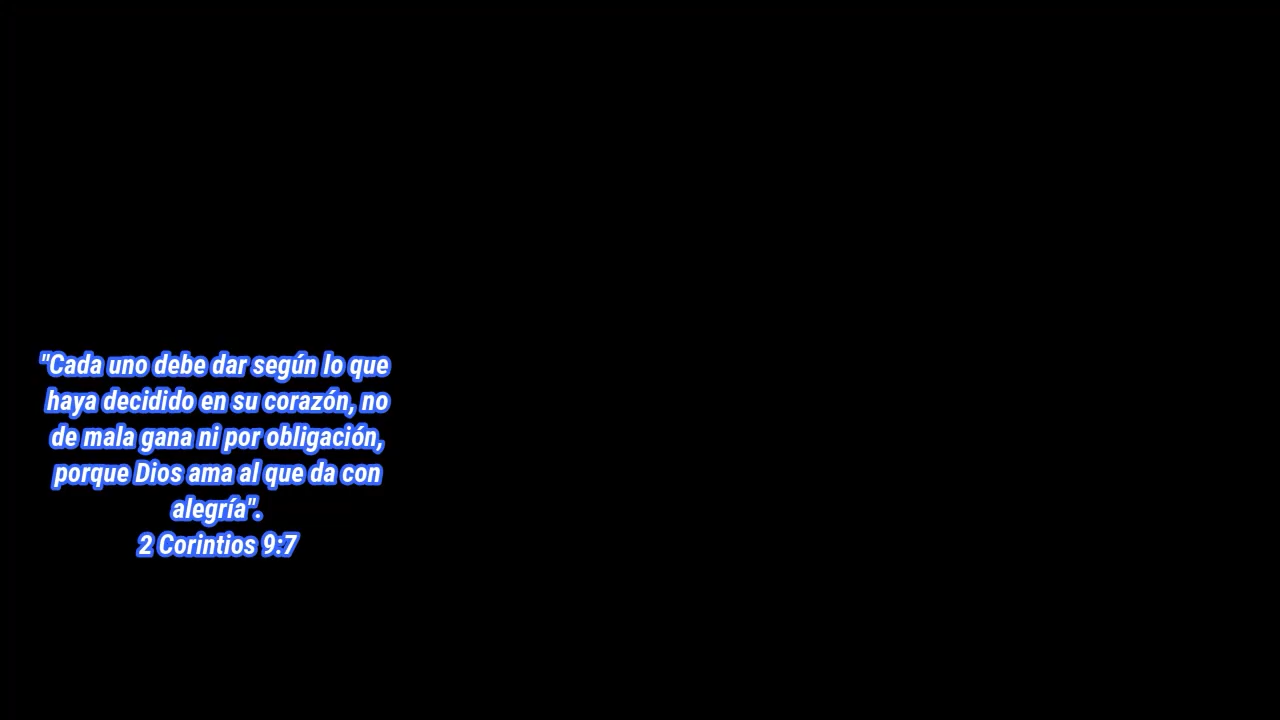 "Cada uno debe dar según lo que
haya decidido en su corazón, no
de mala gana ni por obligación,
porque Dios ama al que da con
alegría".
2 Corintios 9:7